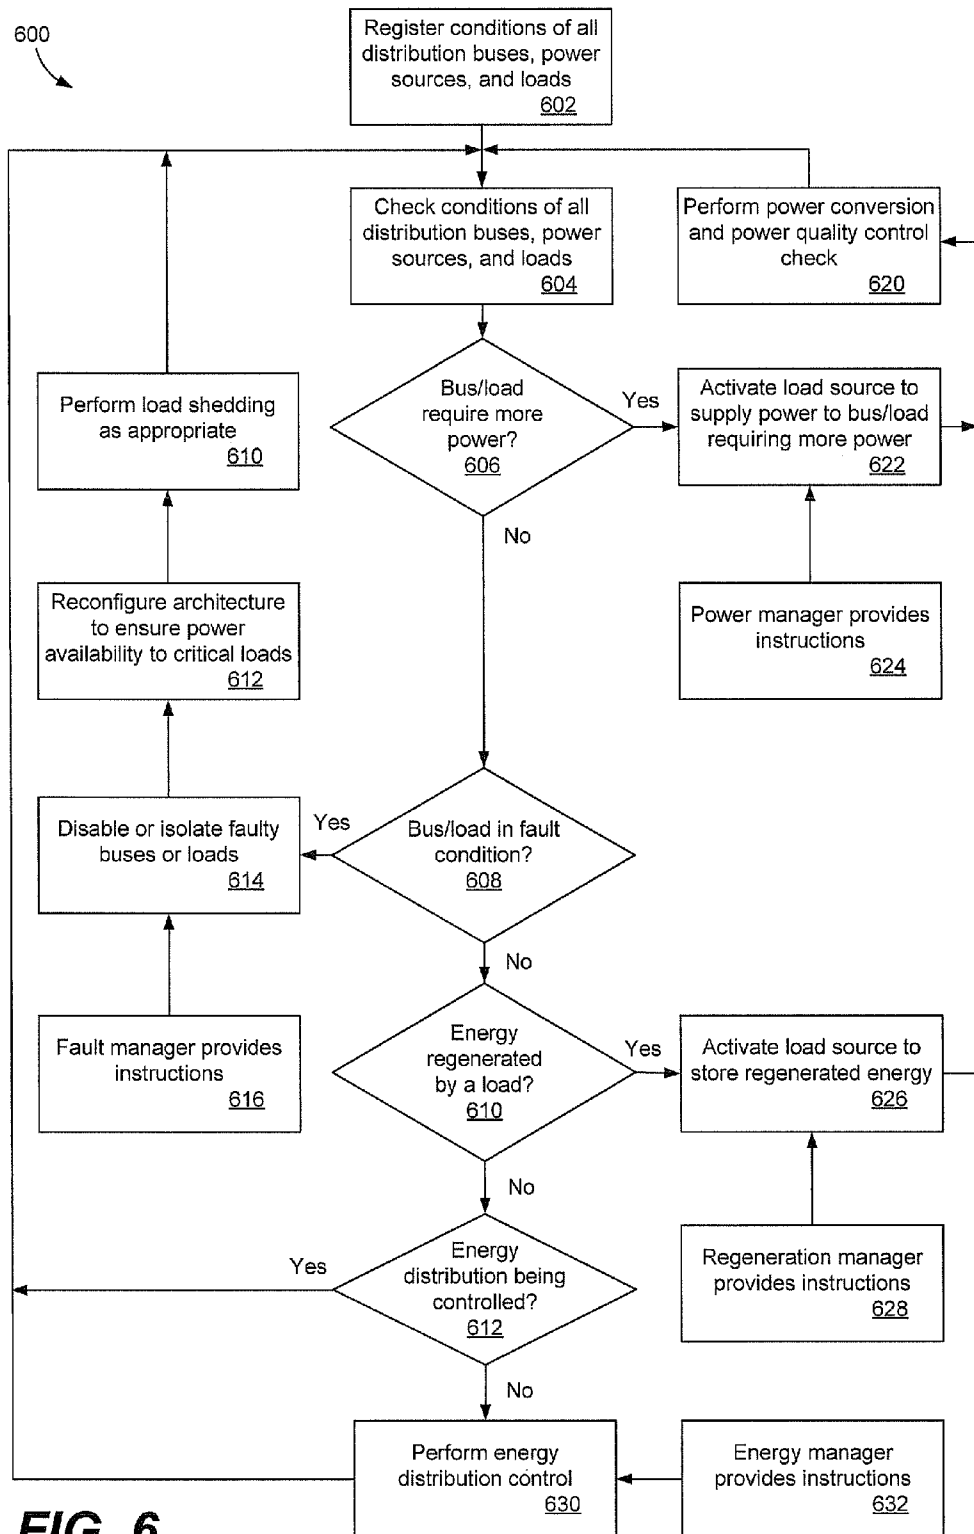 600
Register conditions of all
distribution buses, power
sources, and loads
602
Check conditions of all
distribution buses, power
sources, and loads
604
Perform power conversion
and power quality control
check
620
Bus/load
require more
power?
606
Yes
No
Activate load source to
supply power to bus/load
requiring more power
622
Power manager provides
instructions
624
Perform load shedding
as appropriate
610
Reconfigure architecture
to ensure power
availability to critical loads
612
Disable or isolate faulty
buses or loads
614
Yes
Bus/load in fault
condition?
608
No
Fault manager provides
instructions
616
Energy
regenerated
by a load?
610
Yes
No
Activate load source to
store regenerated energy
626
Regeneration manager
provides instructions
628
Yes
Energy
distribution being
controlled?
612
No
Perform energy
distribution control
630
Energy manager
provides instructions
632
FIG. 6